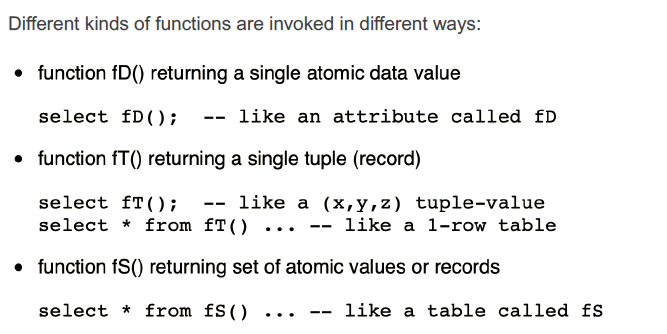 Different kinds of functions are invoked in different ways:
• function fD() returning a single atomic data value
select fD();  -- like an attribute called fD
• function fT() returning a single tuple (record)
select fT();  -- like a (x,y,z) tuple-value
select * from fT() ... -- like a 1-row table
• function fS() returning set of atomic values or records
select * from fS() ... -- like a table called fS